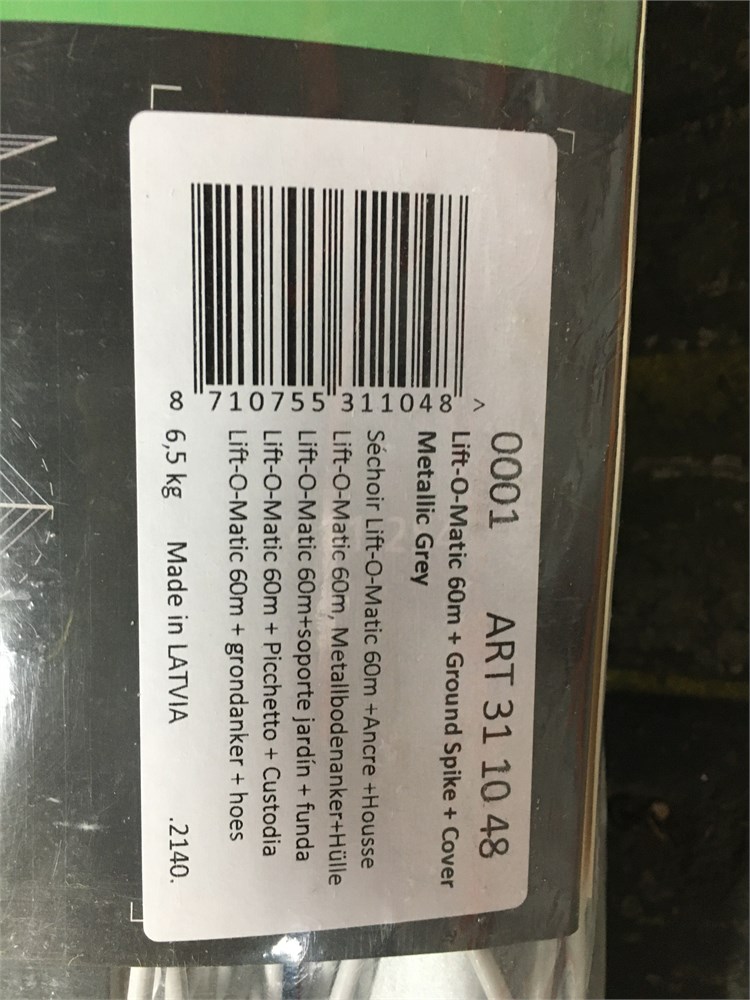 0001 ART 31 10 48
Lift-O-Matic 60m + Ground Spike + Cover
Metallic Grey
Séchoir Lift-O-Matic 60m +Ancre +Housse
Lift-O-Matic 60m, Metallbodenanker+Hülle
Lift-O-Matic 60m+soporte jardín + funda
Lift-O-Matic 60m + Picchetto + Custodia
Lift-O-Matic 60m + grondanker + hoes
6,5 kg Made in LATVIA .2140.
8 710755 311048 >